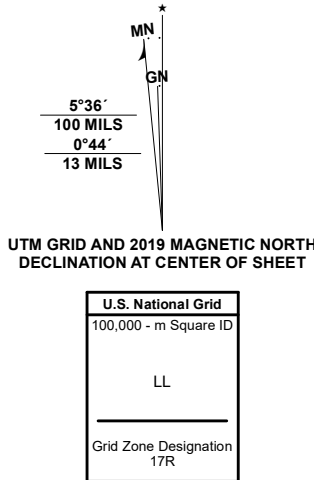 ★
MN
GN
5°36´
100 MILS
0°44´
13 MILS
UTM GRID AND 2019 MAGNETIC NORTH
DECLINATION AT CENTER OF SHEET
U.S. National Grid
100,000 - m Square ID
LL
Grid Zone Designation
17R